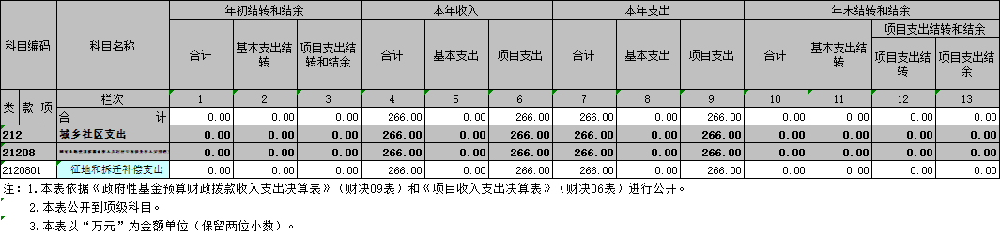 科目编码 科目名称 年初结转和结余 本年收入 本年支出 年末结转和结余
合计 基本支出结转 项目支出结转和结余 合计 基本支出 项目支出 合计 基本支出 项目支出 合计 基本支出结转 项目支出结转和结余
项目支出结转 项目支出结余
类 款 项 栏次 1 2 3 4 5 6 7 8 9 10 11 12 13
合计 0.00 0.00 0.00 266.00 0.00 266.00 266.00 0.00 266.00 0.00 0.00 0.00 0.00
212 城乡社区支出 0.00 0.00 0.00 266.00 0.00 266.00 266.00 0.00 266.00 0.00 0.00 0.00 0.00
21208 0.00 0.00 0.00 266.00 0.00 266.00 266.00 0.00 266.00 0.00 0.00 0.00 0.00
2120801 征地和拆迁补偿支出 0.00 0.00 0.00 266.00 0.00 266.00 266.00 0.00 266.00 0.00 0.00 0.00 0.00
注：1.本表依据《政府性基金预算财政拨款收入支出决算表》（财决09表）和《项目收入支出决算表》（财决06表）进行公开。
2.本表公开到项级科目。
3.本表以“万元”为金额单位（保留两位小数）。